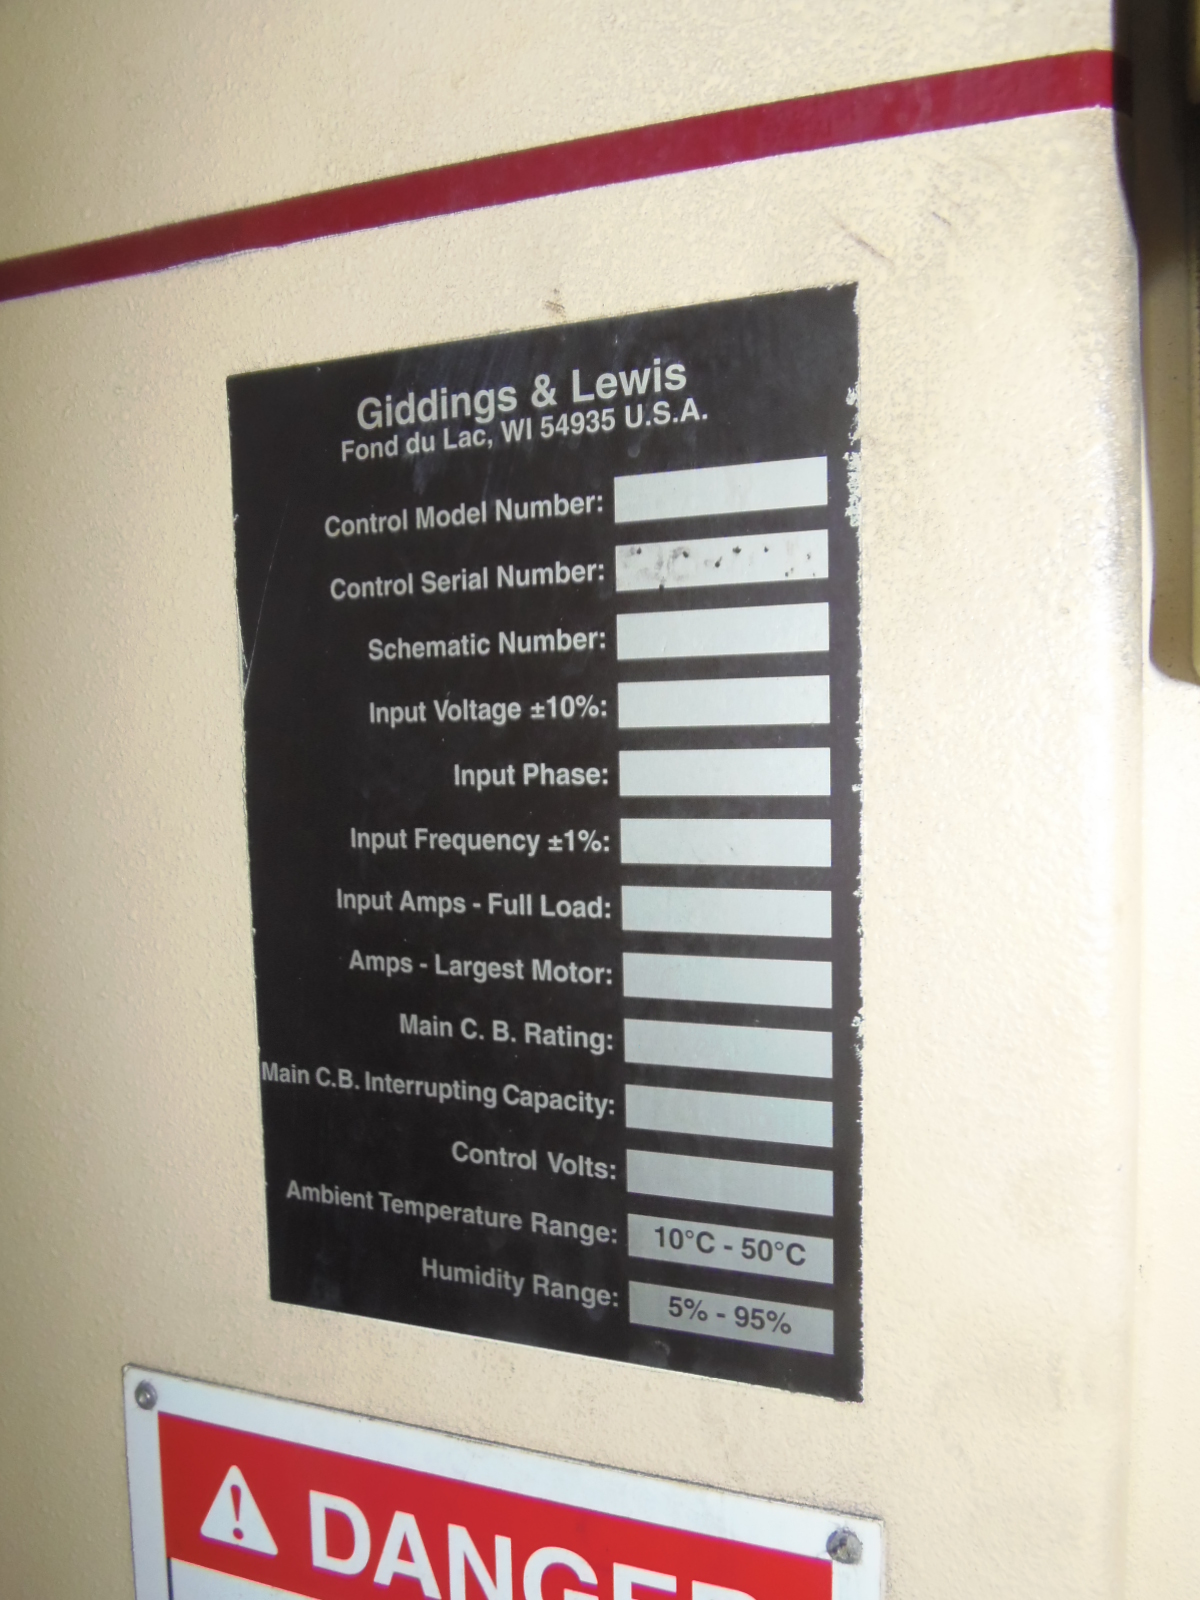 Giddings & Lewis
Fond du Lac, WI 54935 U.S.A.
Control Model Number:
Control Serial Number:
Schematic Number:
Input Voltage ±10%:
Input Phase:
Input Frequency ±1%:
Input Amps - Full Load:
Amps - Largest Motor:
Main C. B. Rating:
Main C.B. Interrupting Capacity:
Control Volts:
Ambient Temperature Range: 10°C - 50°C
Humidity Range: 5% - 95%
DANGER